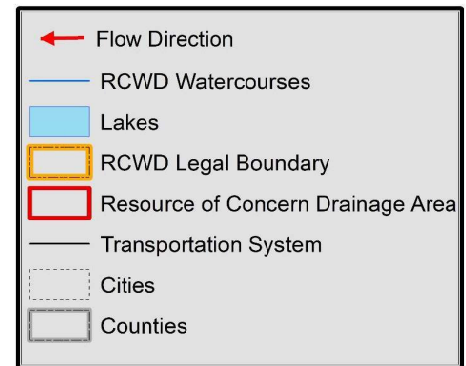 Flow Direction
RCWD Watercourses
Lakes
RCWD Legal Boundary
Resource of Concern Drainage Area
Transportation System
Cities
Counties